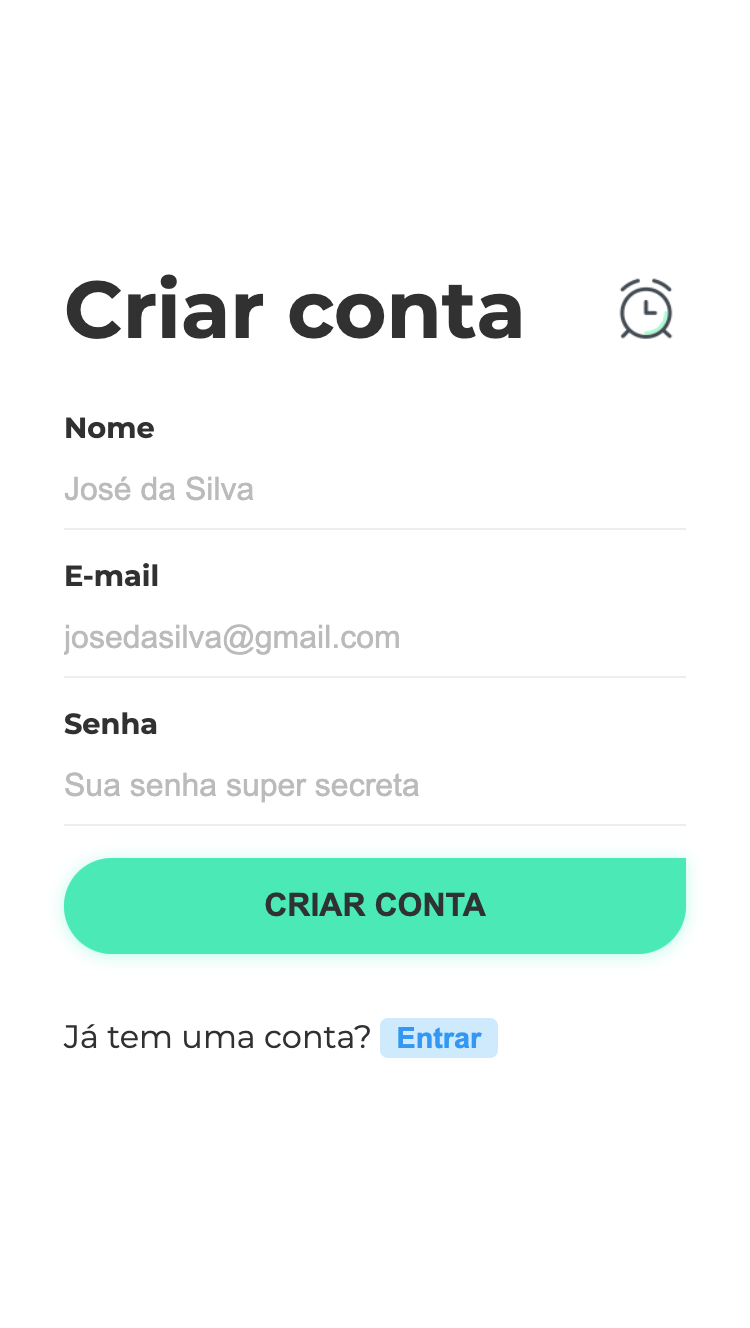 Criar conta
Nome
José da Silva
E-mail
josedasilva@gmail.com
Senha
Sua senha super secreta
CRIAR CONTA
Já tem uma conta? Entrar